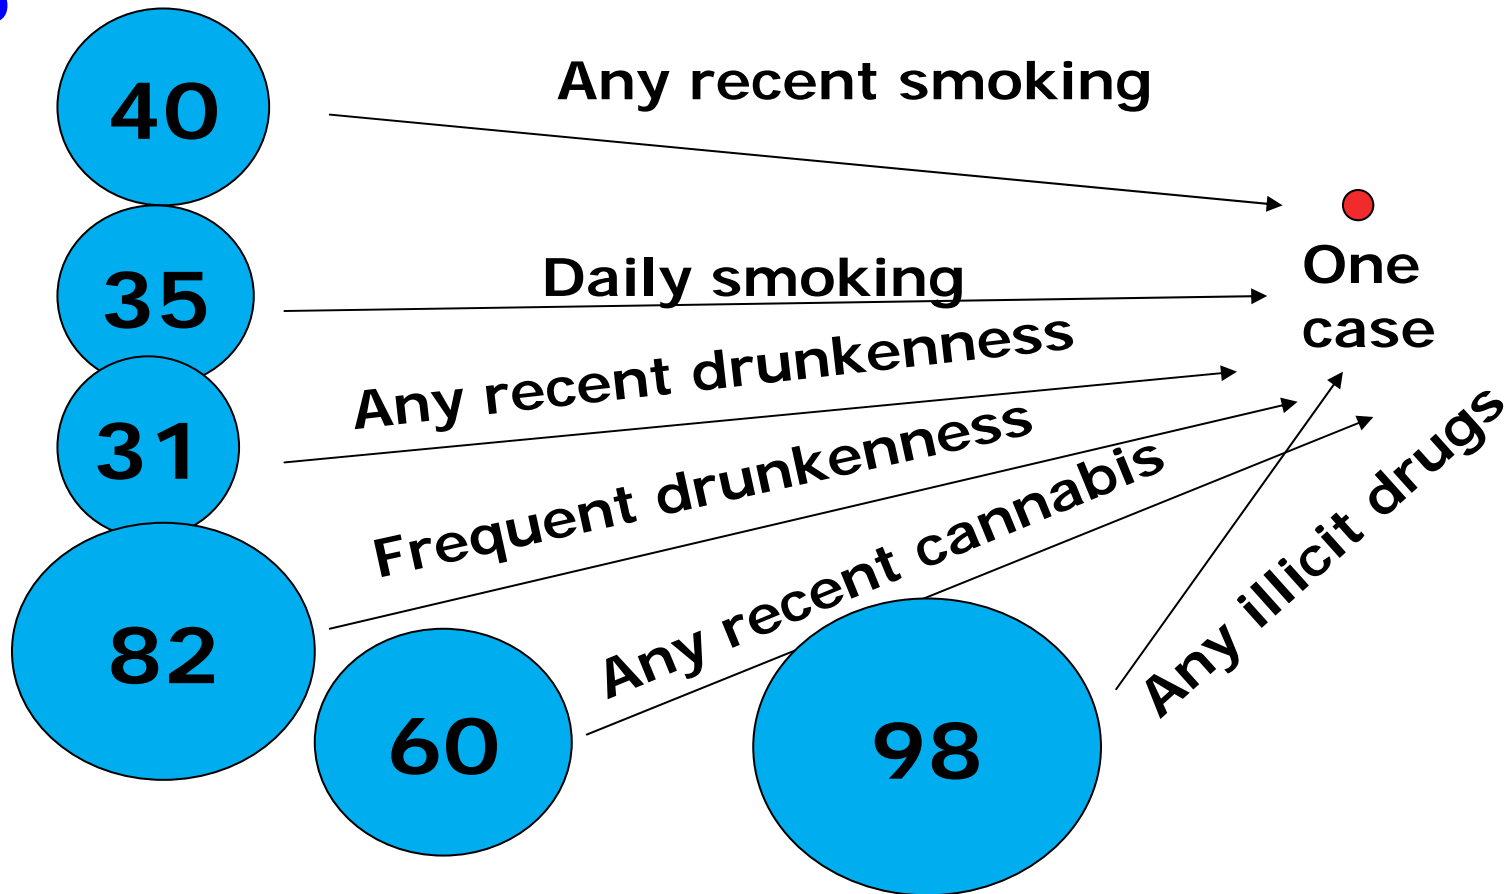 40
Any recent smoking
35
Daily smoking
One
case
31
Any recent drunkenness
82
Frequent drunkenness
60
Any recent cannabis
98
Any illicit drugs